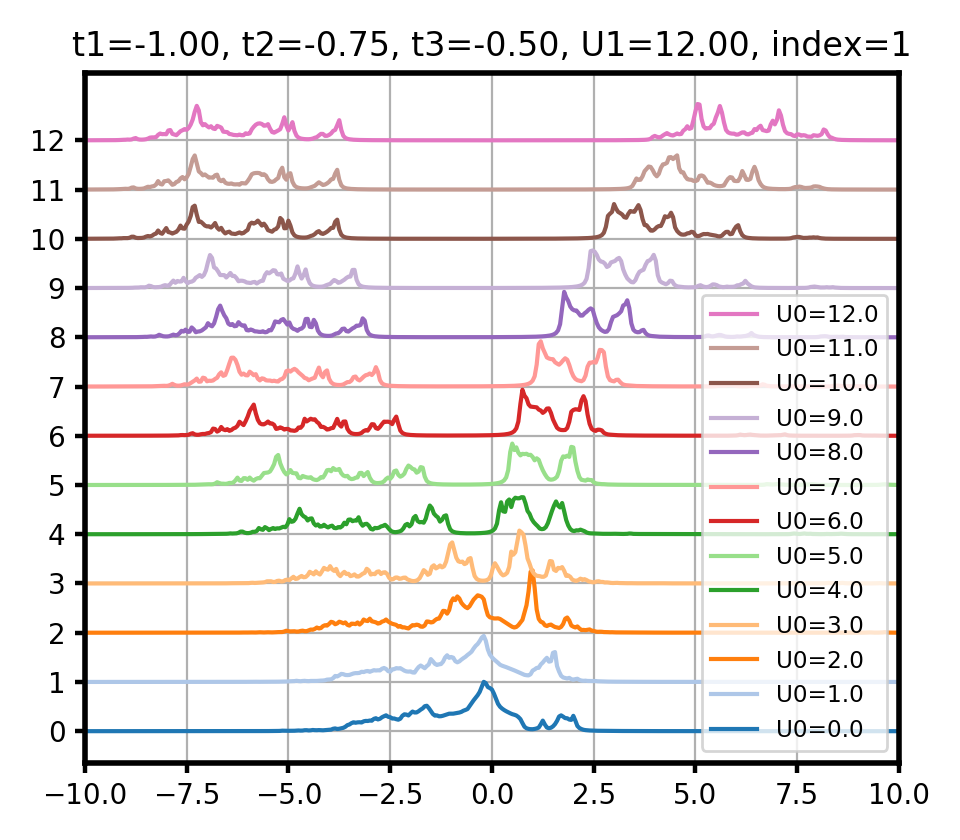 t1=-1.00, t2=-0.75, t3=-0.50, U1=12.00, index=1
12
11
10
9
8
7
6
5
4
3
2
1
0
U0=12.0
U0=11.0
U0=10.0
U0=9.0
U0=8.0
U0=7.0
U0=6.0
U0=5.0
U0=4.0
U0=3.0
U0=2.0
U0=1.0
U0=0.0
−10.0 −7.5 −5.0 −2.5 0.0 2.5 5.0 7.5 10.0